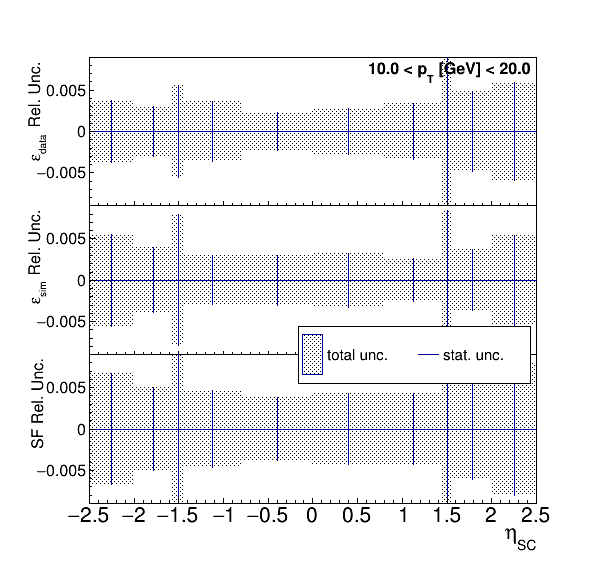 10.0 < p_T [GeV] < 20.0
ε_data Rel. Unc.
0.005
0
−0.005
ε_sim Rel. Unc.
0.005
0
−0.005
total unc.
stat. unc.
SF Rel. Unc.
0.005
0
−0.005
−2.5 −2 −1.5 −1 −0.5 0 0.5 1 1.5 2 2.5
η_SC